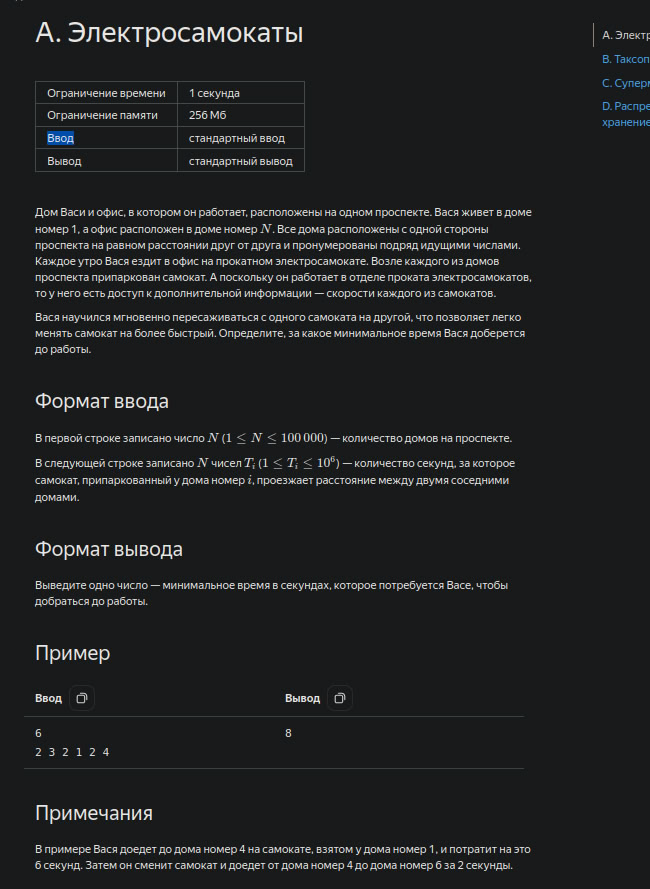 А. Электросамокаты
А. Электр
В. Таксоп
С. Суперм
D. Распре
хранение
Ограничение времени 1 секунда
Ограничение памяти 256 Мб
Ввод стандартный ввод
Вывод стандартный вывод
Дом Васи и офис, в котором он работает, расположены на одном проспекте. Вася живет в доме
номер 1, а офис расположен в доме номер N. Все дома расположены с одной стороны
проспекта на равном расстоянии друг от друга и пронумерованы подряд идущими числами.
Каждое утро Вася ездит в офис на прокатном электросамокате. Возле каждого из домов
проспекта припаркован самокат. А поскольку он работает в отделе проката электросамокатов,
то у него есть доступ к дополнительной информации — скорости каждого из самокатов.
Вася научился мгновенно пересаживаться с одного самоката на другой, что позволяет легко
менять самокат на более быстрый. Определите, за какое минимальное время Вася доберется
до работы.
Формат ввода
В первой строке записано число N (1 ≤ N ≤ 100 000) — количество домов на проспекте.
В следующей строке записано N чисел Tᵢ (1 ≤ Tᵢ ≤ 10⁶) — количество секунд, за которое
самокат, припаркованный у дома номер i, проезжает расстояние между двумя соседними
домами.
Формат вывода
Выведите одно число — минимальное время в секундах, которое потребуется Васе, чтобы
добраться до работы.
Пример
Ввод Вывод
6 8
2 3 2 1 2 4
Примечания
В примере Вася доедет до дома номер 4 на самокате, взятом у дома номер 1, и потратит на это
6 секунд. Затем он сменит самокат и доедет от дома номер 4 до дома номер 6 за 2 секунды.